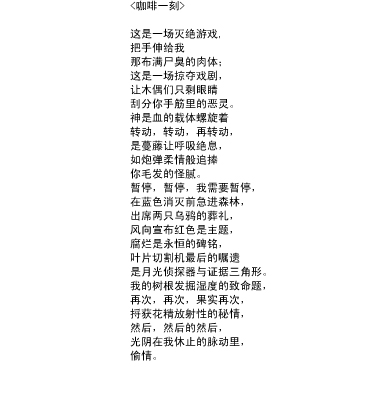 <咖啡一刻>
这是一场灭绝游戏,
把手伸给我
那布满尸臭的肉体；
这是一场掠夺戏剧，
让木偶们只剩眼睛
刮分你手筋里的恶灵。
神是血的载体螺旋着
转动，转动，再转动，
是蔓藤让呼吸绝息，
如炮弹柔情般追捧
你毛发的怪腻。
暂停，暂停，我需要暂停，
在蓝色消灭前急进森林，
出席两只乌鸦的葬礼，
风向宣布红色是主题，
腐烂是永恒的碑铭，
叶片切割机最后的嘱遗
是月光侦探器与证据三角形。
我的树根发掘湿度的致命题，
再次，再次，果实再次，
捋获花精放射性的秘情，
然后，然后的然后，
光阴在我休止的脉动里，
偷情。